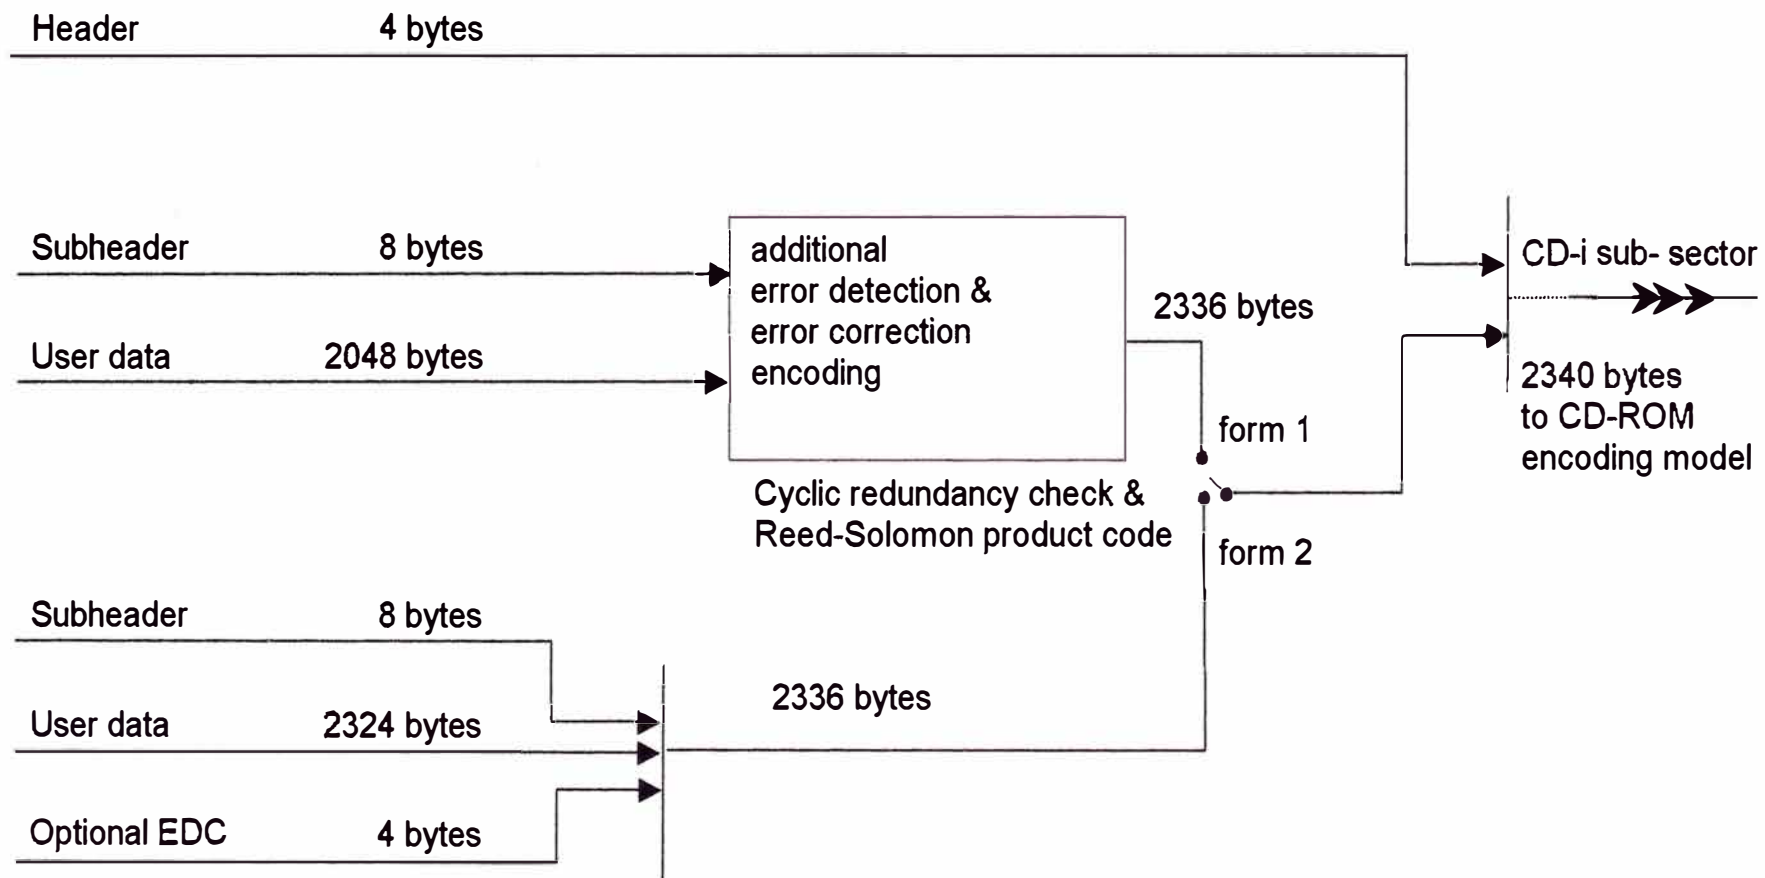 Header 4 bytes
Subheader 8 bytes
User data 2048 bytes
additional
error detection &
error correction
encoding
Cyclic redundancy check &
Reed-Solomon product code
2336 bytes
form 1
form 2
CD-i sub- sector
2340 bytes
to CD-ROM
encoding model
Subheader 8 bytes
User data 2324 bytes
Optional EDC 4 bytes
2336 bytes